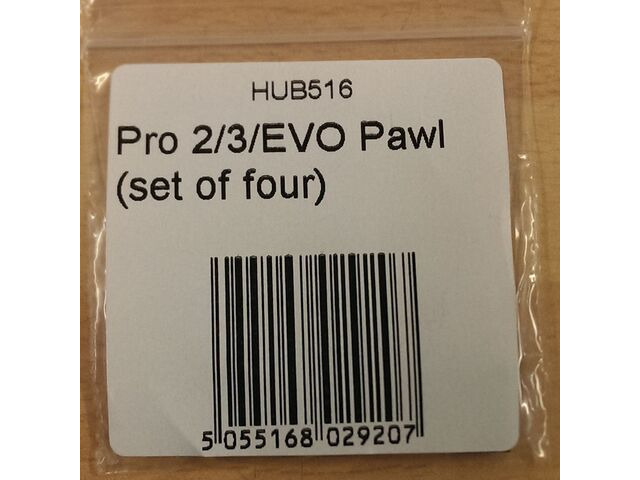 HUB516
Pro 2/3/EVO Pawl
(set of four)
5 055168 029207